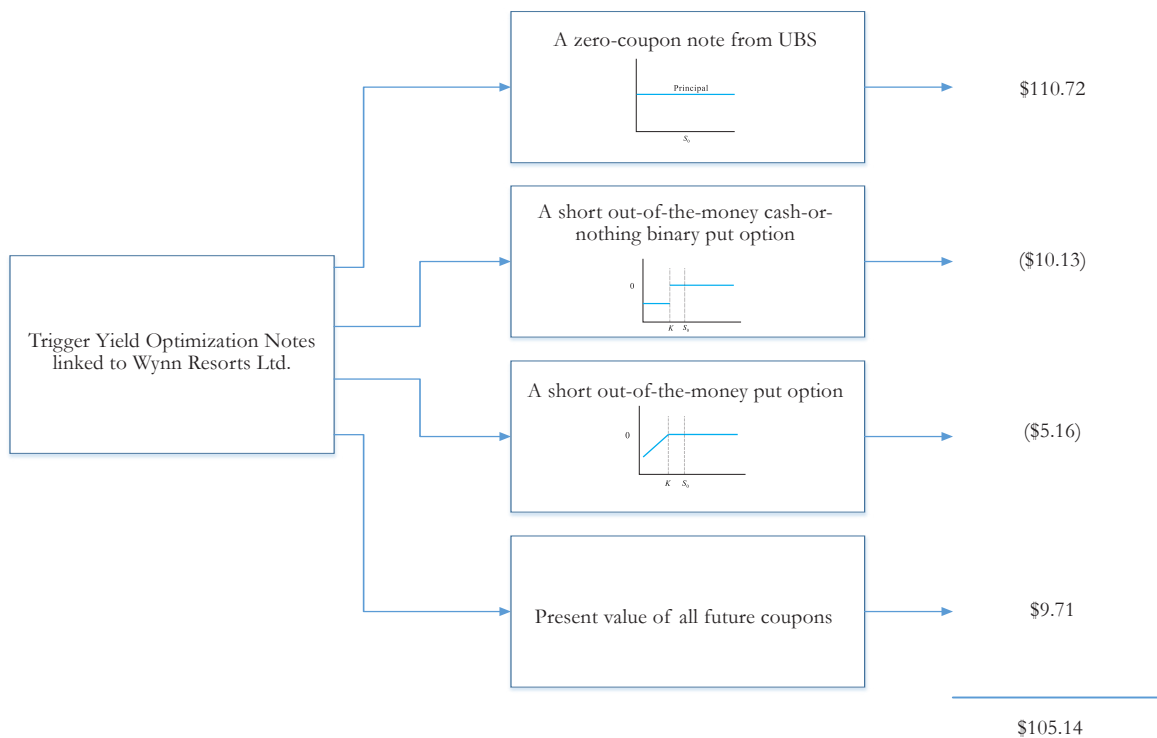 A zero-coupon note from UBS
Principal
S₀
$110.72
A short out-of-the-money cash-or-
nothing binary put option
0
K S₀
($10.13)
Trigger Yield Optimization Notes
linked to Wynn Resorts Ltd.
A short out-of-the-money put option
0
K S₀
($5.16)
Present value of all future coupons
$9.71
$105.14